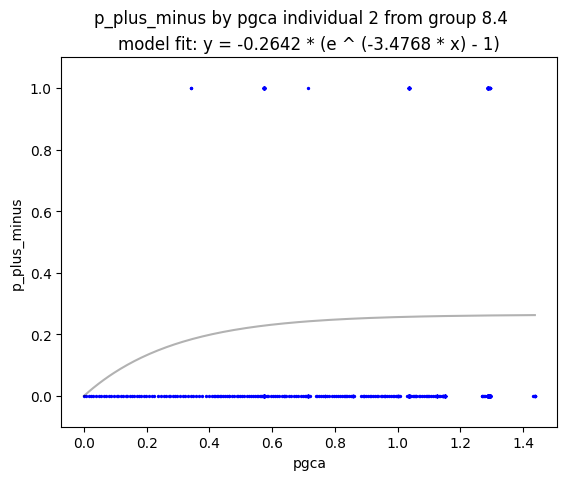 p_plus_minus by pgca individual 2 from group 8.4
model fit: y = -0.2642 * (e ^ (-3.4768 * x) - 1)
1.0
0.8
0.6
0.4
0.2
0.0
p_plus_minus
0.0 0.2 0.4 0.6 0.8 1.0 1.2 1.4
pgca